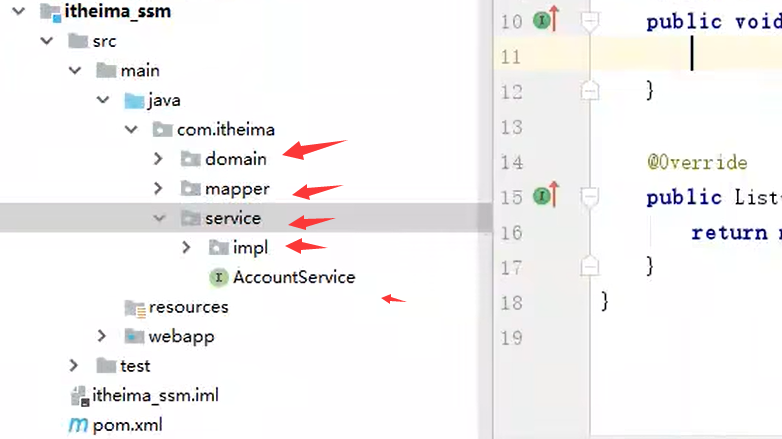 itheima_ssm
src
main
java
com.itheima
domain
mapper
service
impl
AccountService
resources
webapp
test
itheima_ssm.iml
pom.xml
10 public void
11
12 }
13
14 @Override
15 public List
16 return
17 }
18 }
19